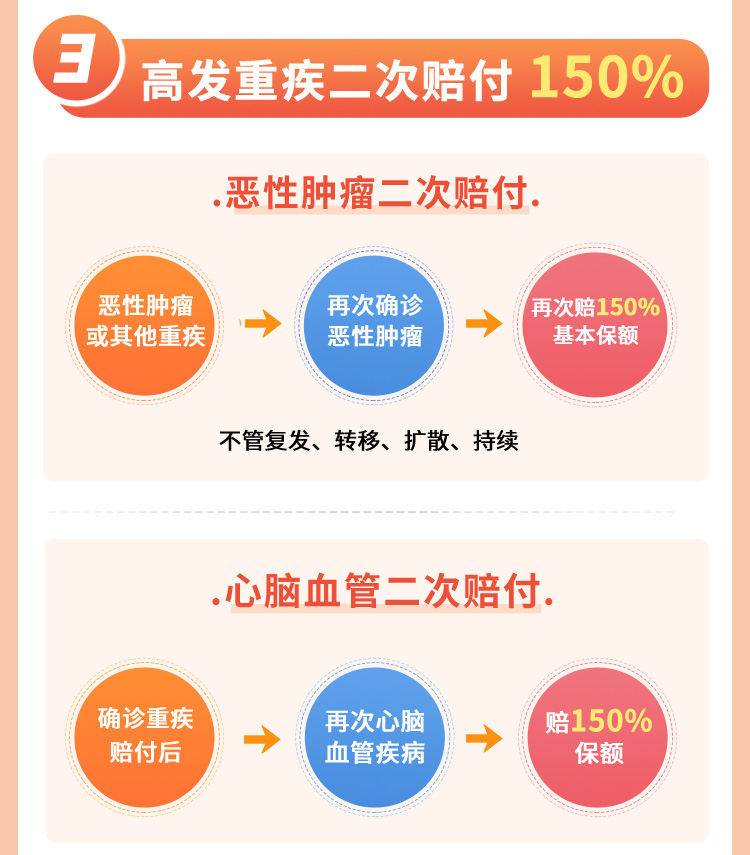 3
高发重疾二次赔付 150%
.恶性肿瘤二次赔付.
恶性肿瘤
或其他重疾
再次确诊
恶性肿瘤
再次赔150%
基本保额
不管复发、转移、扩散、持续
.心脑血管二次赔付.
确诊重疾
赔付后
再次心脑
血管疾病
赔150%
保额